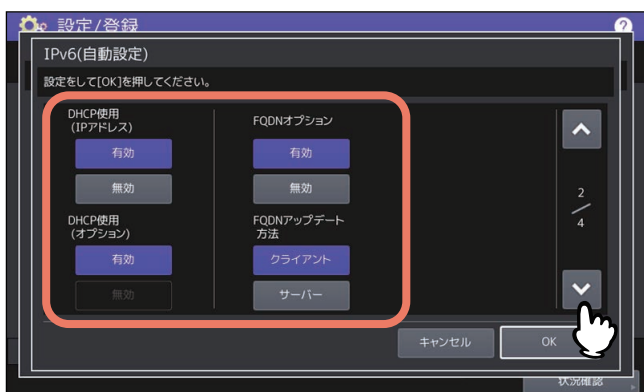 設定/登録
?
IPv6(自動設定)
設定をして[OK]を押してください。
DHCP使用
(IPアドレス)
有効
無効
DHCP使用
(オプション)
有効
無効
FQDNオプション
有効
無効
FQDNアップデート
方法
クライアント
サーバー
2
4
キャンセル
OK
状況確認